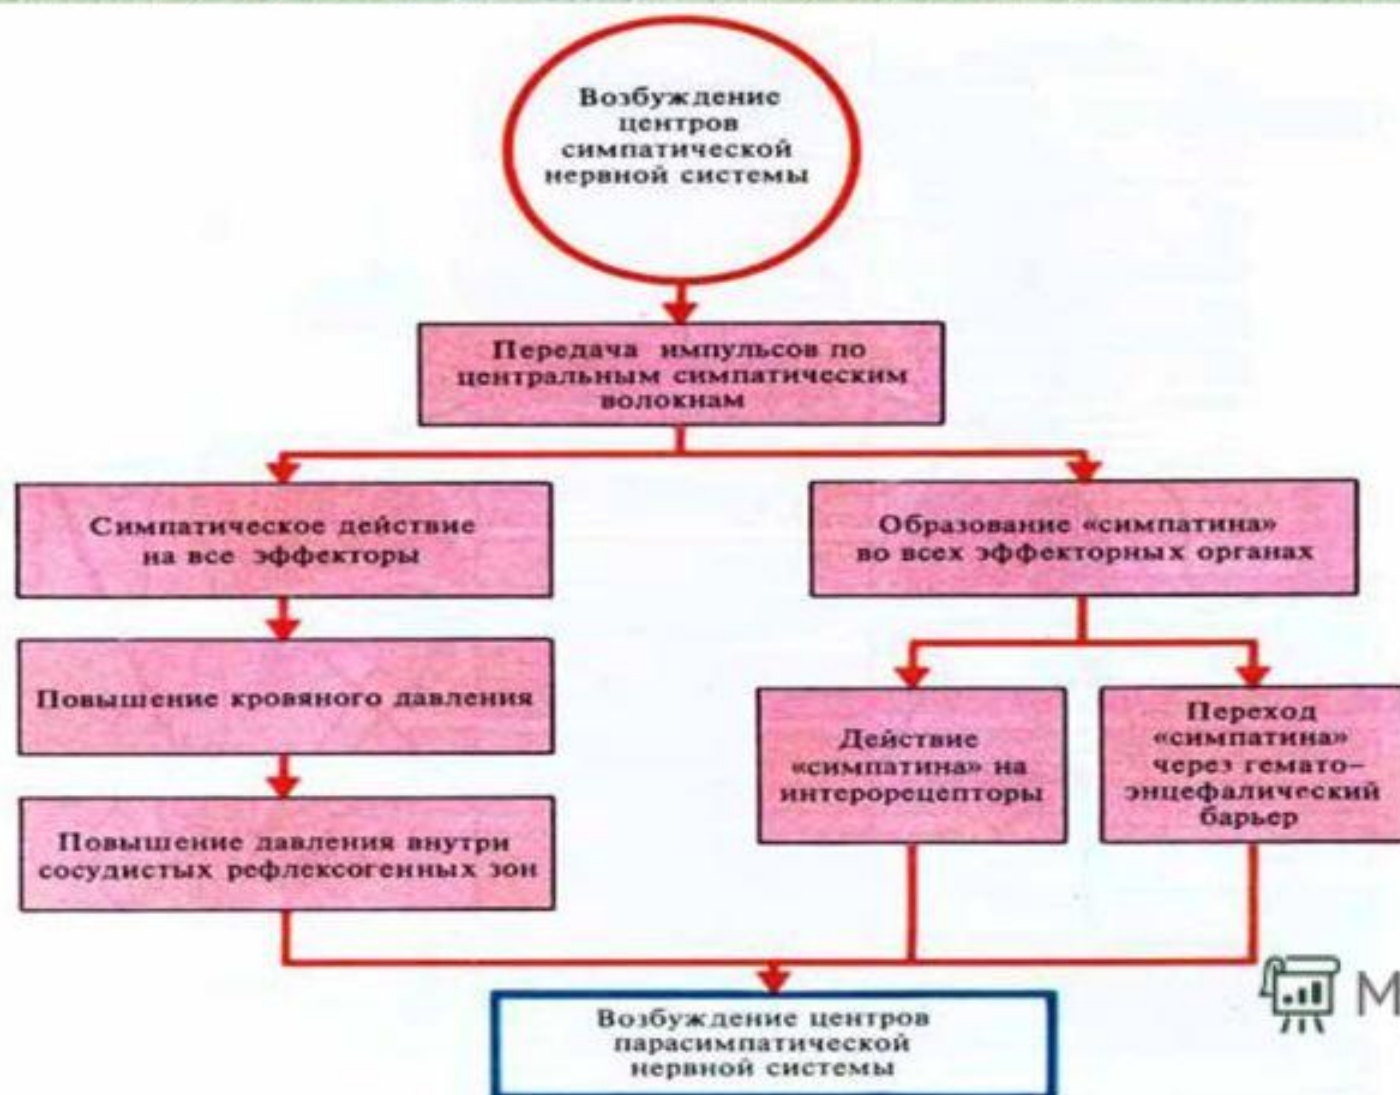 Возбуждение
центров
симпатической
нервной системы
Передача импульсов по
центральным симпатическим
волокнам
Симпатическое действие
на все эффекторы
Образование «симпатина»
во всех эффекторных органах
Повышение кровяного давления
Действие
«симпатина» на
интерорецепторы
Переход
«симпатина»
через гемато-
энцефалический
барьер
Повышение давления внутри
сосудистых рефлексогенных зон
Возбуждение центров
парасимпатической
нервной системы
М